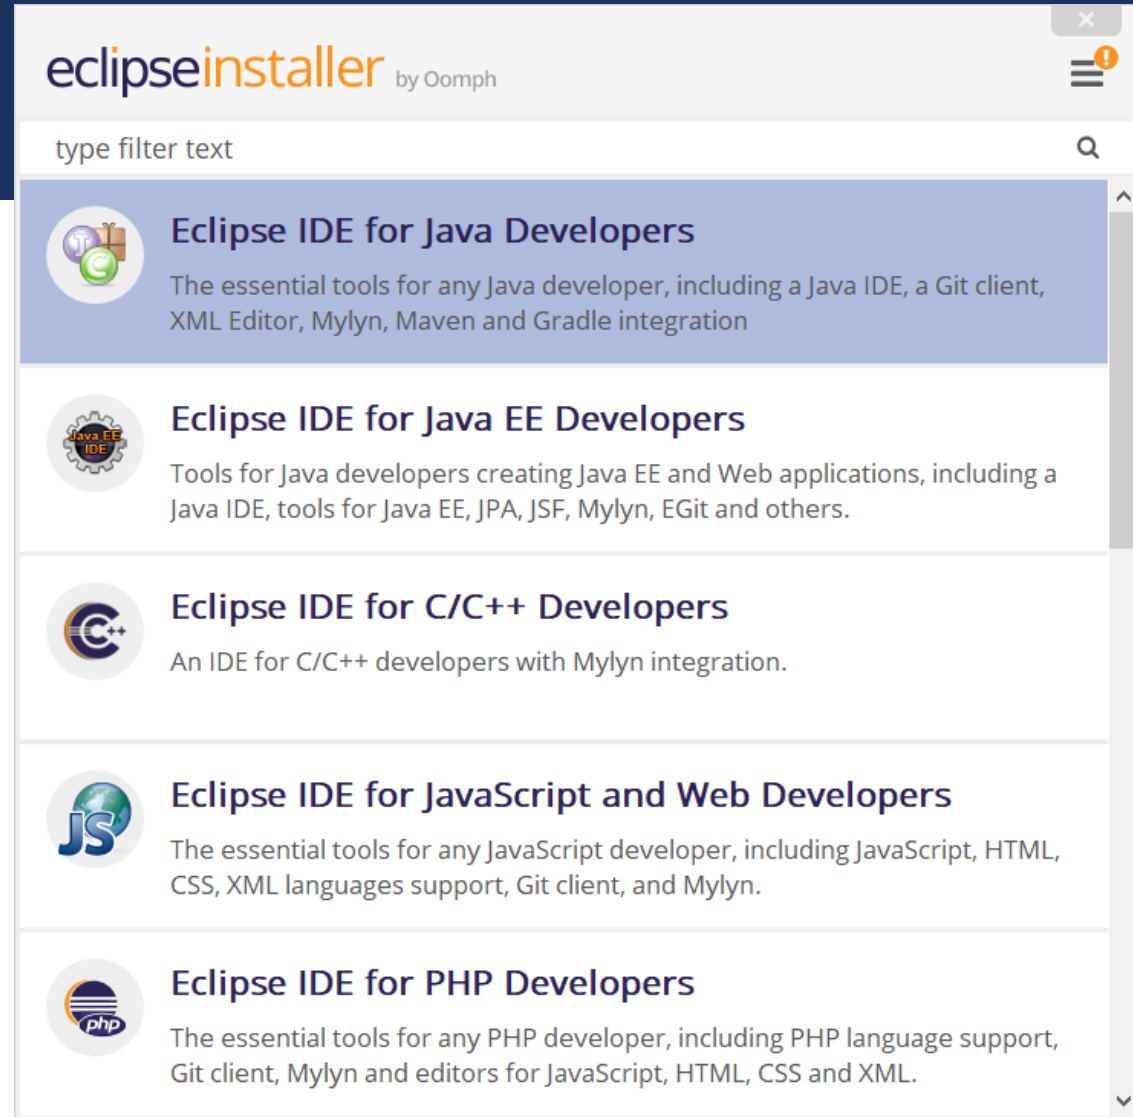 eclipseinstaller by Oomph
type filter text
Eclipse IDE for Java Developers
The essential tools for any Java developer, including a Java IDE, a Git client,
XML Editor, Mylyn, Maven and Gradle integration
Java EE
IDE
Eclipse IDE for Java EE Developers
Tools for Java developers creating Java EE and Web applications, including a
Java IDE, tools for Java EE, JPA, JSF, Mylyn, EGit and others.
C++
Eclipse IDE for C/C++ Developers
An IDE for C/C++ developers with Mylyn integration.
JS
Eclipse IDE for JavaScript and Web Developers
The essential tools for any JavaScript developer, including JavaScript, HTML,
CSS, XML languages support, Git client, and Mylyn.
php
Eclipse IDE for PHP Developers
The essential tools for any PHP developer, including PHP language support,
Git client, Mylyn and editors for JavaScript, HTML, CSS and XML.